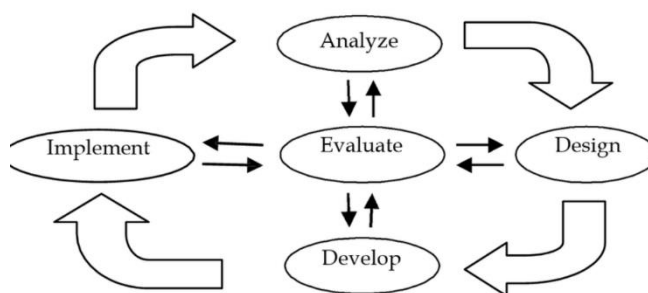 Analyze
Implement
Evaluate
Design
Develop